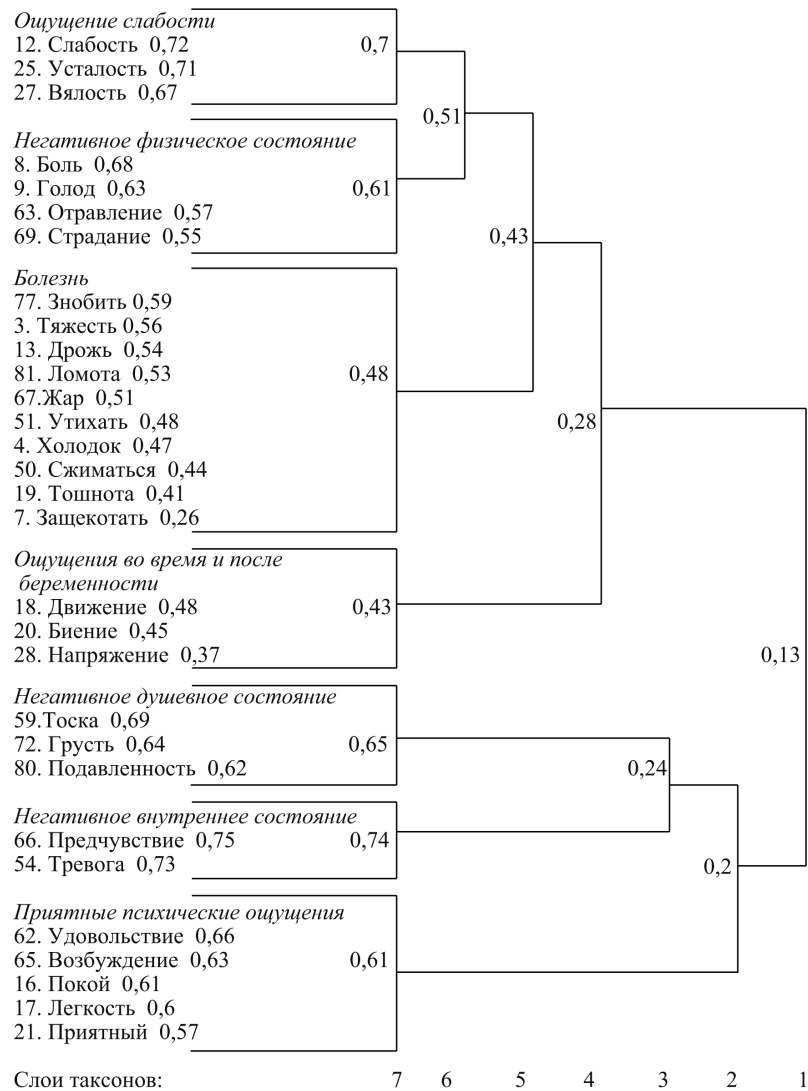 Ощущение слабости
12. Слабость 0,72 0,7
25. Усталость 0,71
27. Вялость 0,67
0,51
Негативное физическое состояние
8. Боль 0,68
9. Голод 0,63 0,61
63. Отравление 0,57
69. Страдание 0,55 0,43
Болезнь
77. Знобить 0,59
3. Тяжесть 0,56
13. Дрожь 0,54
81. Ломота 0,53 0,48
67.Жар 0,51
51. Утихать 0,48 0,28
4. Холодок 0,47
50. Сжиматься 0,44
19. Тошнота 0,41
7. Защекотать 0,26
Ощущения во время и после
беременности
18. Движение 0,48 0,43
20. Биение 0,45
28. Напряжение 0,37 0,13
Негативное душевное состояние
59.Тоска 0,69
72. Грусть 0,64 0,65
80. Подавленность 0,62 0,24
Негативное внутреннее состояние
66. Предчувствие 0,75 0,74
54. Тревога 0,73 0,2
Приятные психические ощущения
62. Удовольствие 0,66
65. Возбуждение 0,63 0,61
16. Покой 0,61
17. Легкость 0,6
21. Приятный 0,57
Слои таксонов: 7 6 5 4 3 2 1